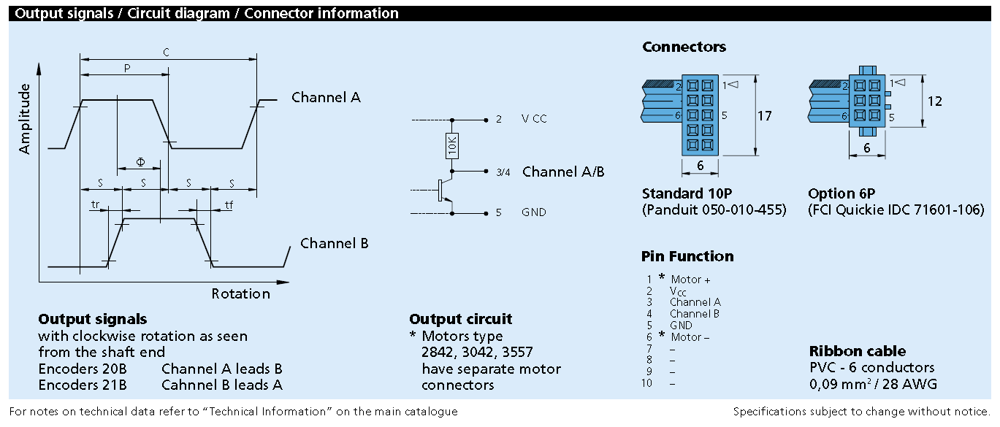 Output signals / Circuit diagram / Connector information
C
P
Amplitude
Channel A
Φ
S S S S
tr
tf
Channel B
Rotation
Output signals
with clockwise rotation as seen
from the shaft end
Encoders 20B Channel A leads B
Encoders 21B Cahnnel B leads A
2 V CC
10K
3/4 Channel A/B
5 GND
Output circuit
* Motors type
2842, 3042, 3557
have separate motor
connectors
Connectors
2 1
6 5
17
6
Standard 10P
(Panduit 050-010-455)
2 1
6 5
12
6
Option 6P
(FCI Quickie IDC 71601-106)
Pin Function
1 * Motor +
2 VCC
3 Channel A
4 Channel B
5 GND
6 * Motor –
7 –
8 –
9 –
10 –
Ribbon cable
PVC - 6 conductors
0,09 mm² / 28 AWG
For notes on technical data refer to “Technical Information” on the main catalogue
Specifications subject to change without notice.